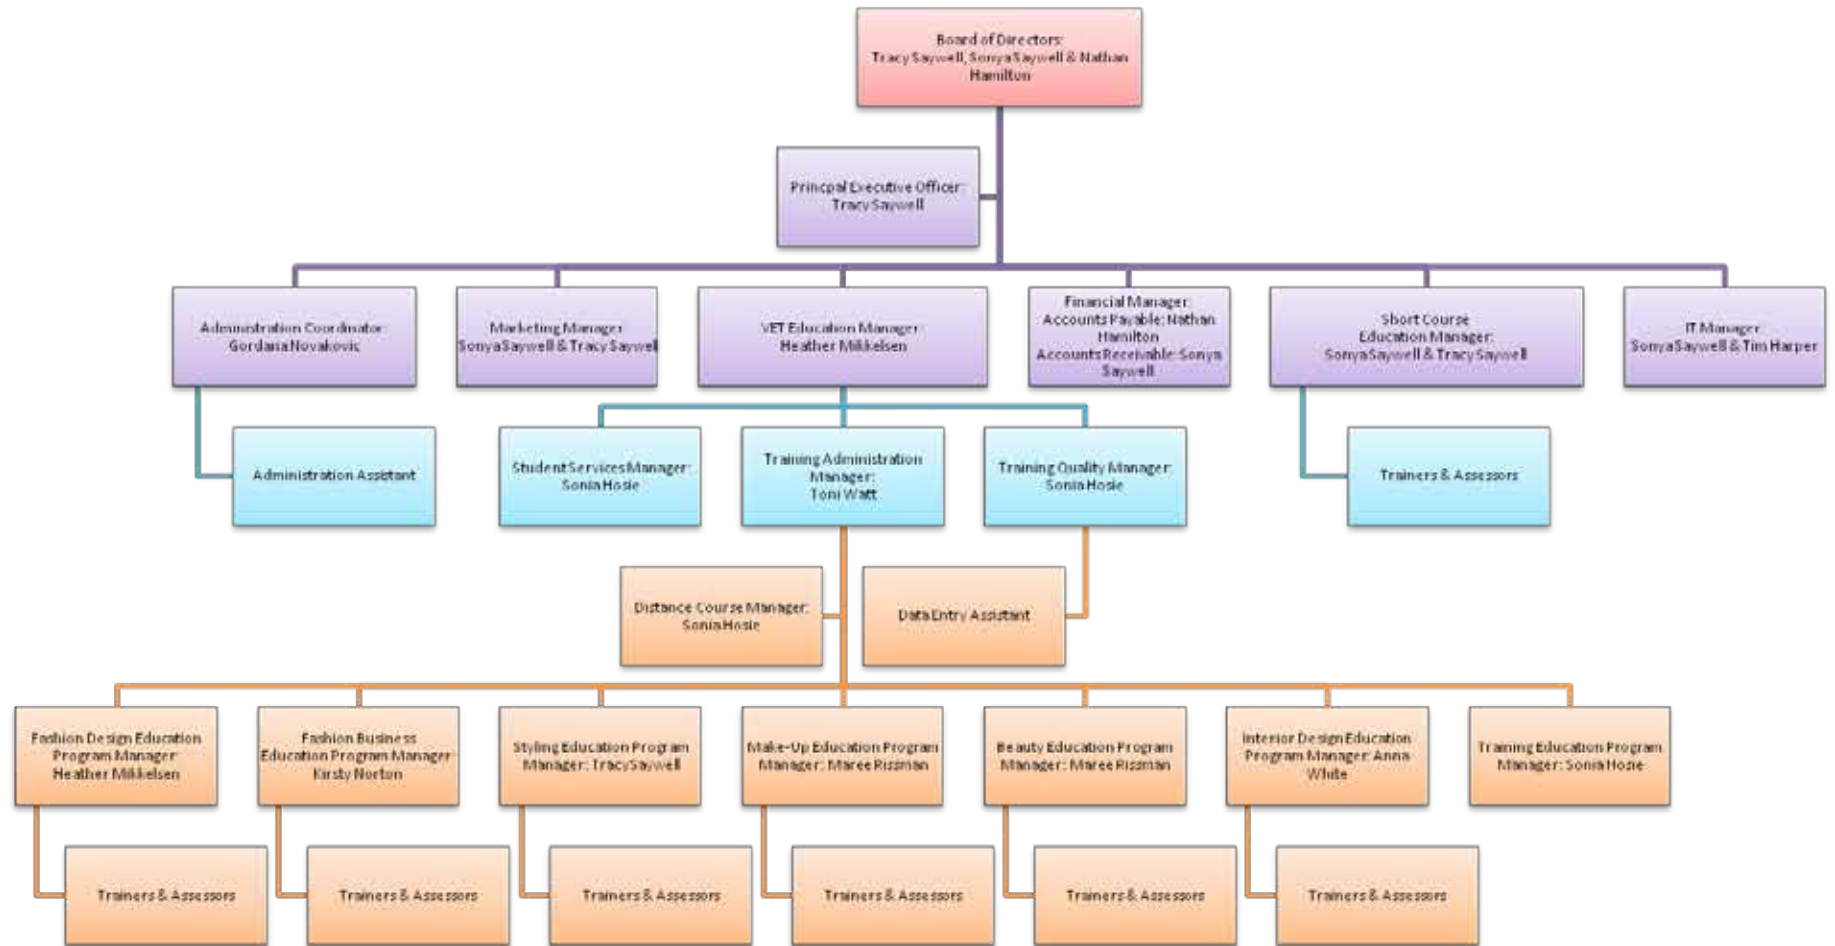 Board of Directors:
Tracy Saywell, Sonya Saywell & Nathan
Hamilton
Princpal Executive Officer:
Tracy Saywell
Administration Coordinator
Gordana Novakovic
Marketing Manager
Sonya Saywell & Tracy Saywell
VET Education Manager
Heather Mikkelsen
Financial Manager:
Accounts Payable: Nathan
Hamilton
Accounts Receivable: Sonya
Saywell
Short Course
Education Manager:
Sonya Saywell & Tracy Saywell
IT Manager
Sonya Saywell & Tim Harper
Administration Assistant
Student Services Manager:
Sonia Hosie
Training Administration
Manager:
Toni Watt
Training Quality Manager:
Sonia Hosie
Trainers & Assessors
Distance Course Manager:
Sonia Hosie
Data Entry Assistant
Fashion Design Education
Program Manager:
Heather Mikkelsen
Fashion Business
Education Program Manager:
Kirsty Norton
Styling Education Program
Manager: Tracy Saywell
Make-Up Education Program
Manager: Maree Rissman
Beauty Education Program
Manager: Maree Rissman
Interior Design Education
Program Manager: Anna
White
Training Education Program
Manager: Sonia Hosie
Trainers & Assessors
Trainers & Assessors
Trainers & Assessors
Trainers & Assessors
Trainers & Assessors
Trainers & Assessors